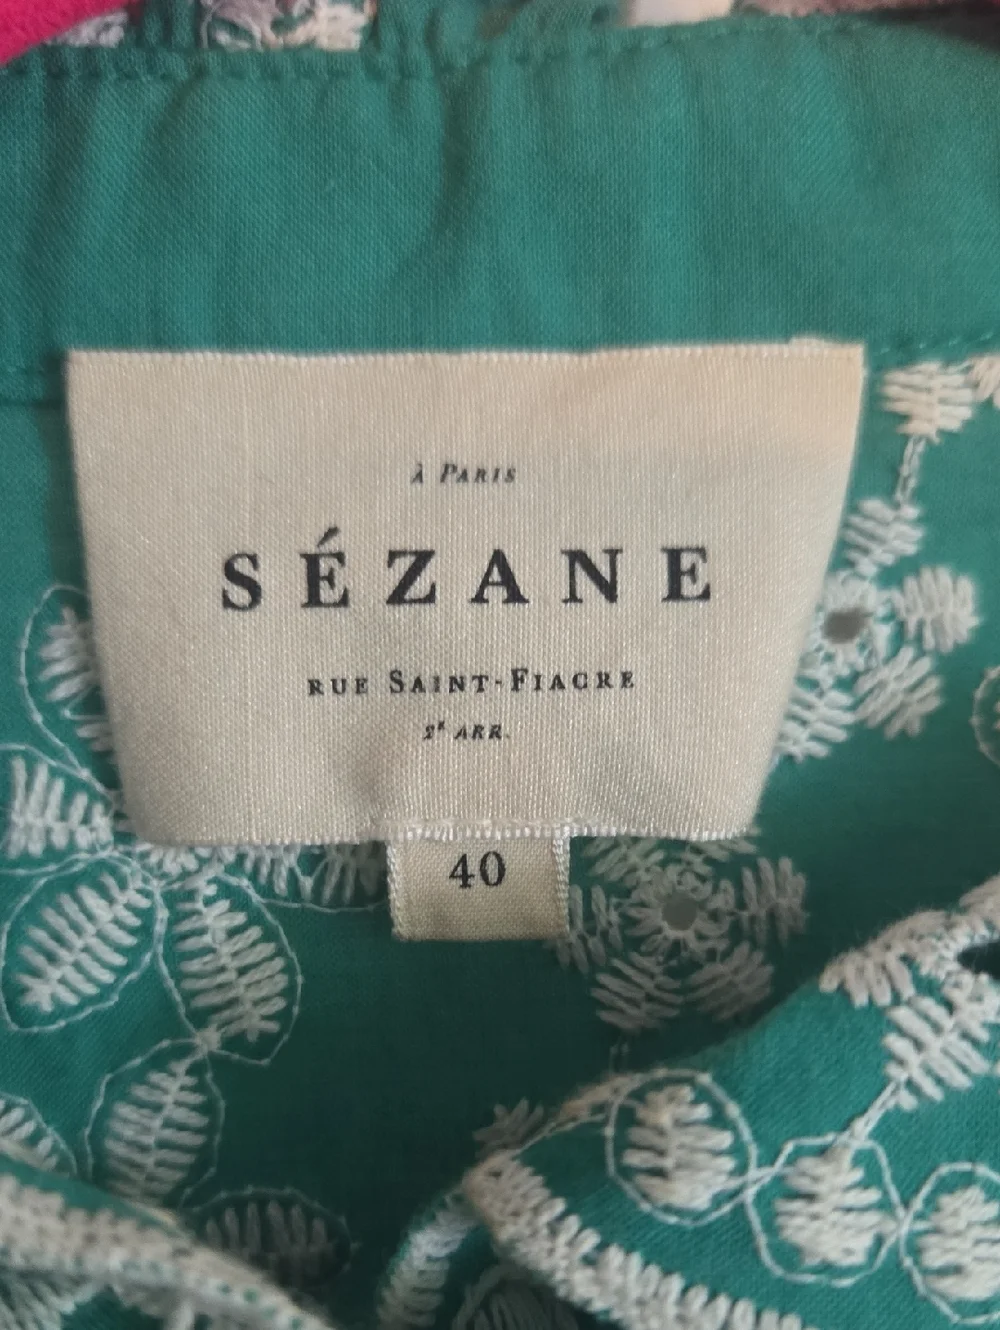 À PARIS
SÉZANE
RUE SAINT-FIACRE
2E ARR.
40